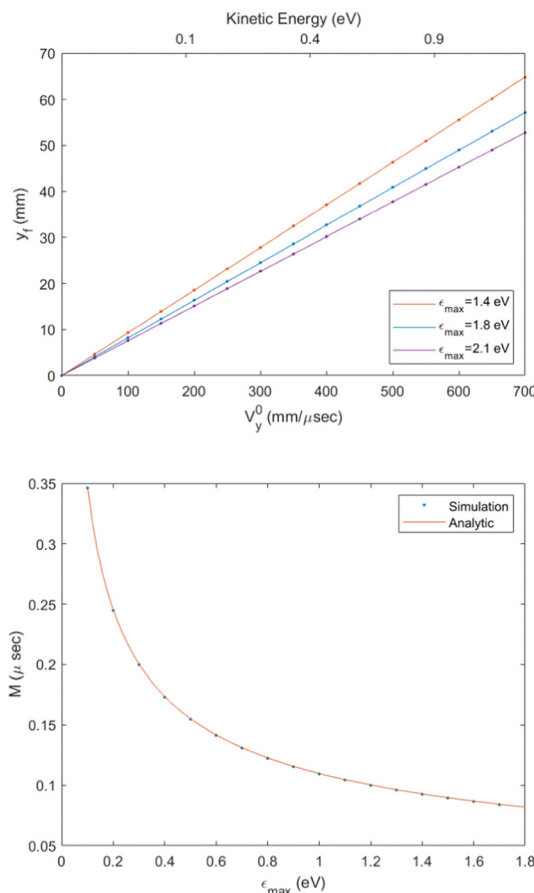 Kinetic Energy (eV)
0.1 0.4 0.9
70
60
50
40
30
20
10
0
y_f (mm)
ϵ_max=1.4 eV
ϵ_max=1.8 eV
ϵ_max=2.1 eV
0 100 200 300 400 500 600 700
V_y^0 (mm/μsec)
0.35
0.3
0.25
0.2
0.15
0.1
0.05
M (μ sec)
Simulation
Analytic
0 0.2 0.4 0.6 0.8 1 1.2 1.4 1.6 1.8
ϵ_max (eV)